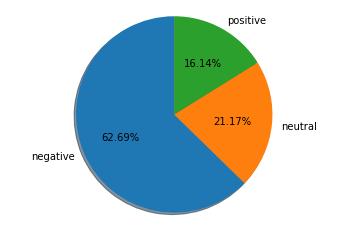 positive
16.14%
21.17%
neutral
62.69%
negative